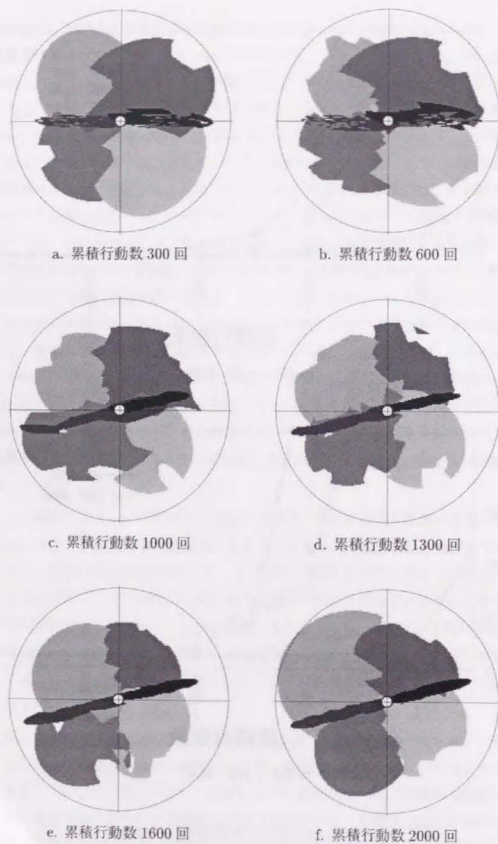 a. 累積行動数 300 回
b. 累積行動数 600 回
c. 累積行動数 1000 回
d. 累積行動数 1300 回
e. 累積行動数 1600 回
f. 累積行動数 2000 回